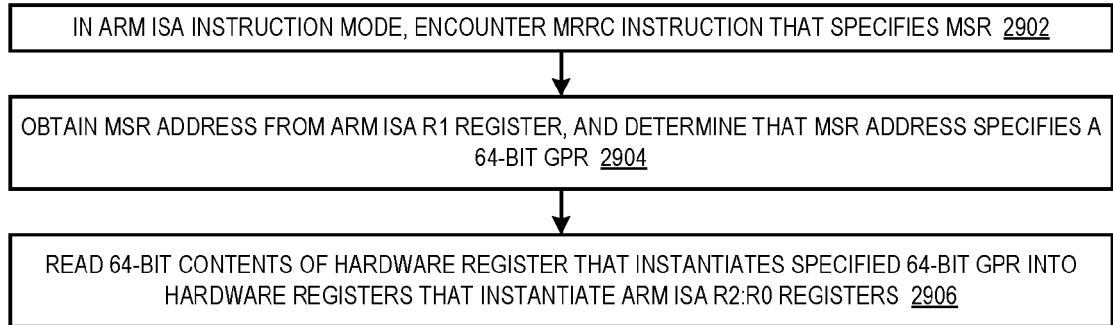 IN ARM ISA INSTRUCTION MODE, ENCOUNTER MRRC INSTRUCTION THAT SPECIFIES MSR 2902
OBTAIN MSR ADDRESS FROM ARM ISA R1 REGISTER, AND DETERMINE THAT MSR ADDRESS SPECIFIES A
64-BIT GPR 2904
READ 64-BIT CONTENTS OF HARDWARE REGISTER THAT INSTANTIATES SPECIFIED 64-BIT GPR INTO
HARDWARE REGISTERS THAT INSTANTIATE ARM ISA R2:R0 REGISTERS 2906